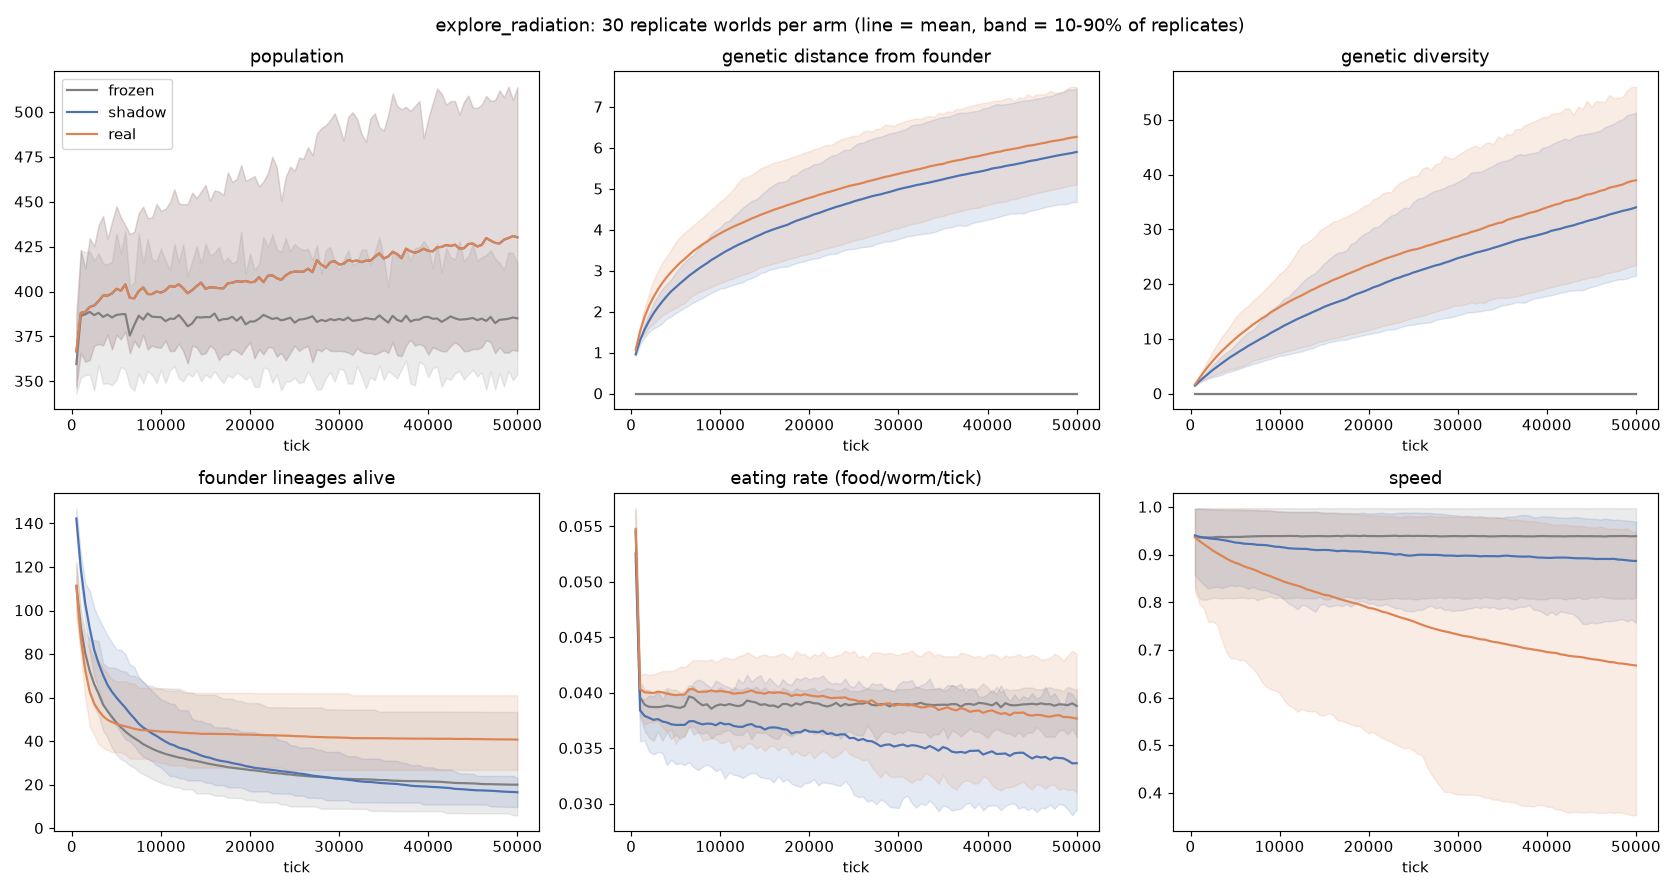 explore_radiation: 30 replicate worlds per arm (line = mean, band = 10-90% of replicates)
population
frozen
shadow
real
500
475
450
425
400
375
350
0 10000 20000 30000 40000 50000
tick
genetic distance from founder
7
6
5
4
3
2
1
0
0 10000 20000 30000 40000 50000
tick
genetic diversity
50
40
30
20
10
0
0 10000 20000 30000 40000 50000
tick
founder lineages alive
140
120
100
80
60
40
20
0
0 10000 20000 30000 40000 50000
tick
eating rate (food/worm/tick)
0.055
0.050
0.045
0.040
0.035
0.030
0 10000 20000 30000 40000 50000
tick
speed
1.0
0.9
0.8
0.7
0.6
0.5
0.4
0 10000 20000 30000 40000 50000
tick